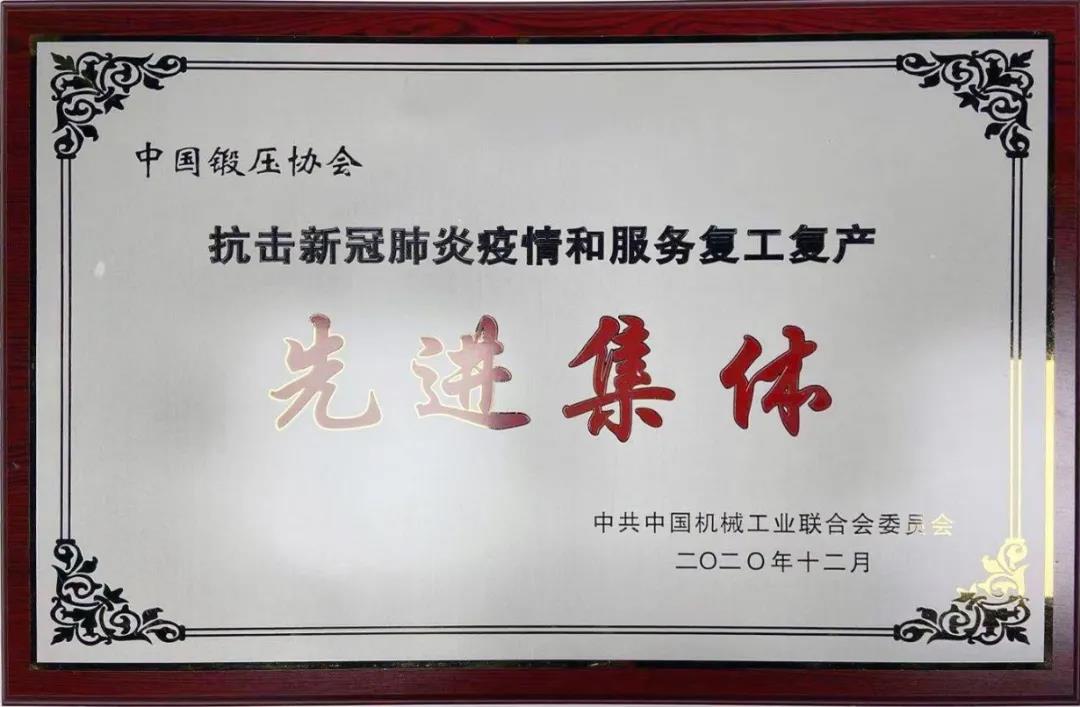 中国锻压协会
抗击新冠肺炎疫情和服务复工复产
先进集体
中共中国机械工业联合会委员会
二〇二〇年十二月